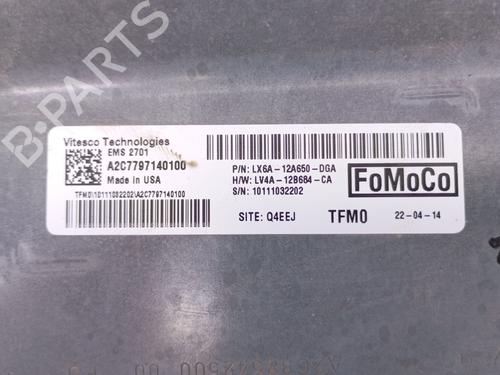 B-PARTS
Vitesco Technologies
EMS 2701
A2C7797140100
Made in USA
TFM0\10111032202\A2C7797140100
P/N: LX6A-12A650-DGA
H/W: LV4A-12B684-CA
S/N: 10111032202
FoMoCo
SITE: Q4EEJ
TFM0
22-04-14